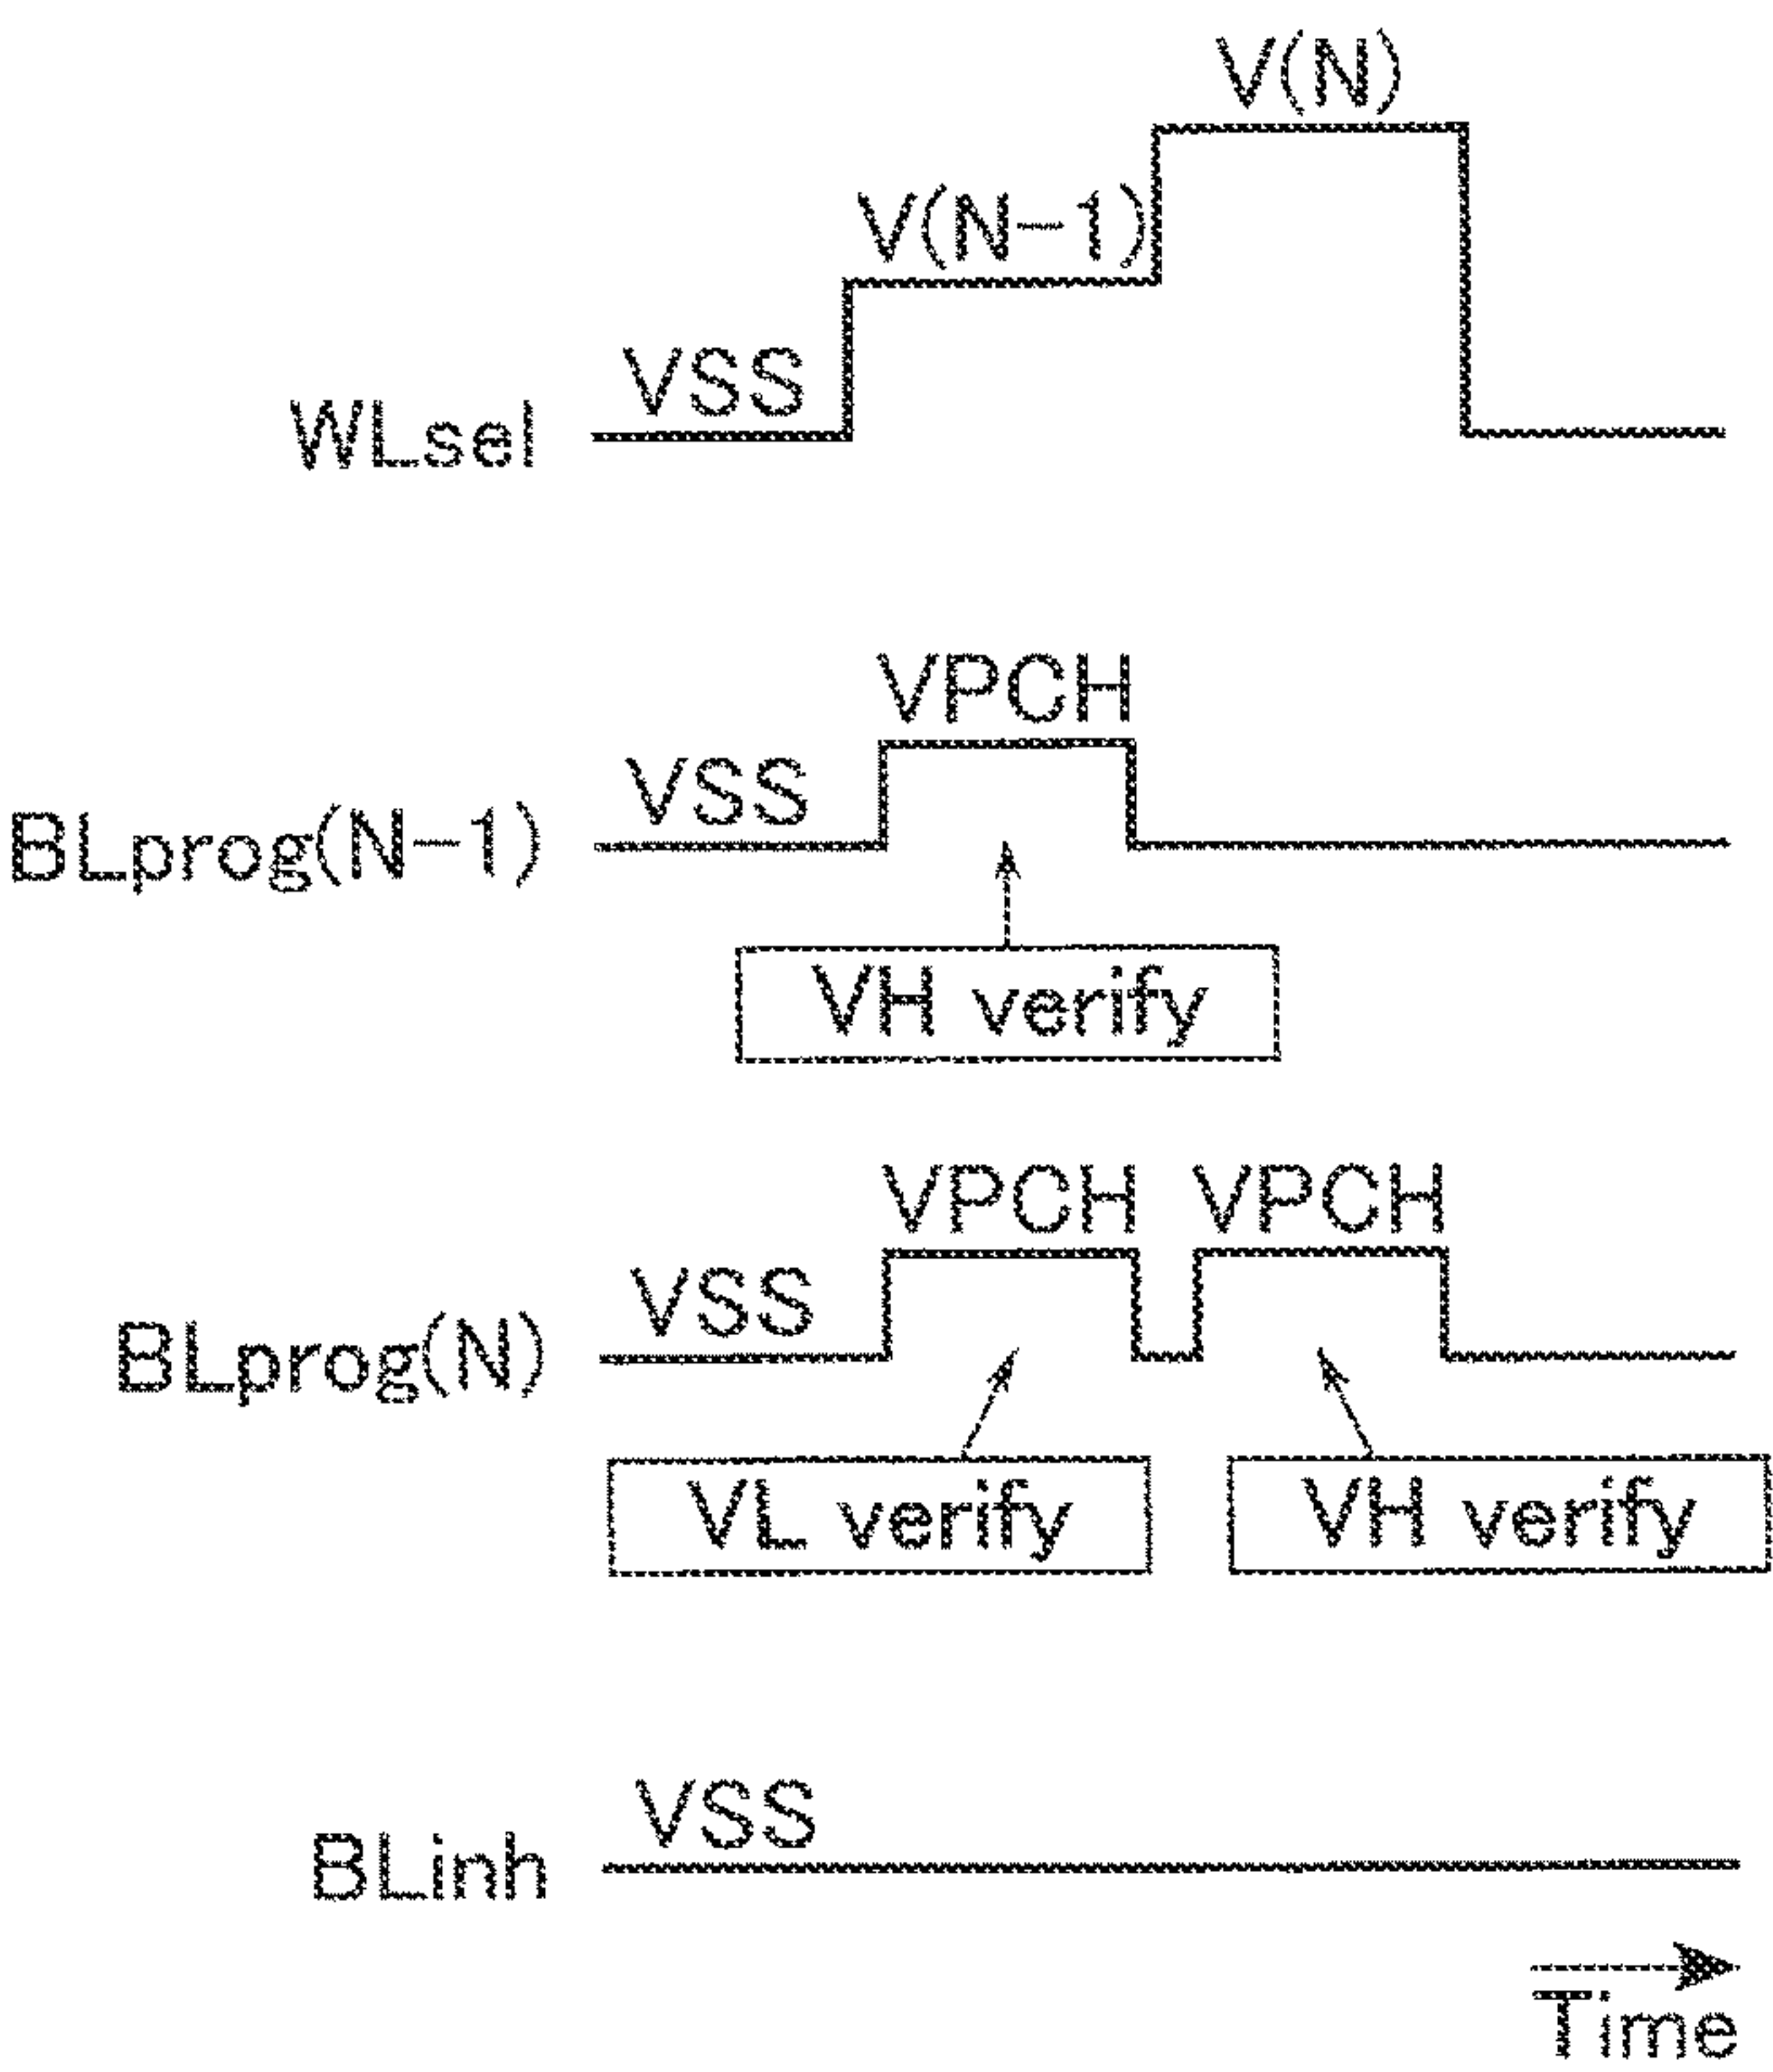 V(N)
V(N-1)
VSS
WLsel
VPCH
VSS
BLprog(N-1)
VH verify
VPCH VPCH
VSS
BLprog(N)
VL verify VH verify
VSS
BLinh
Time